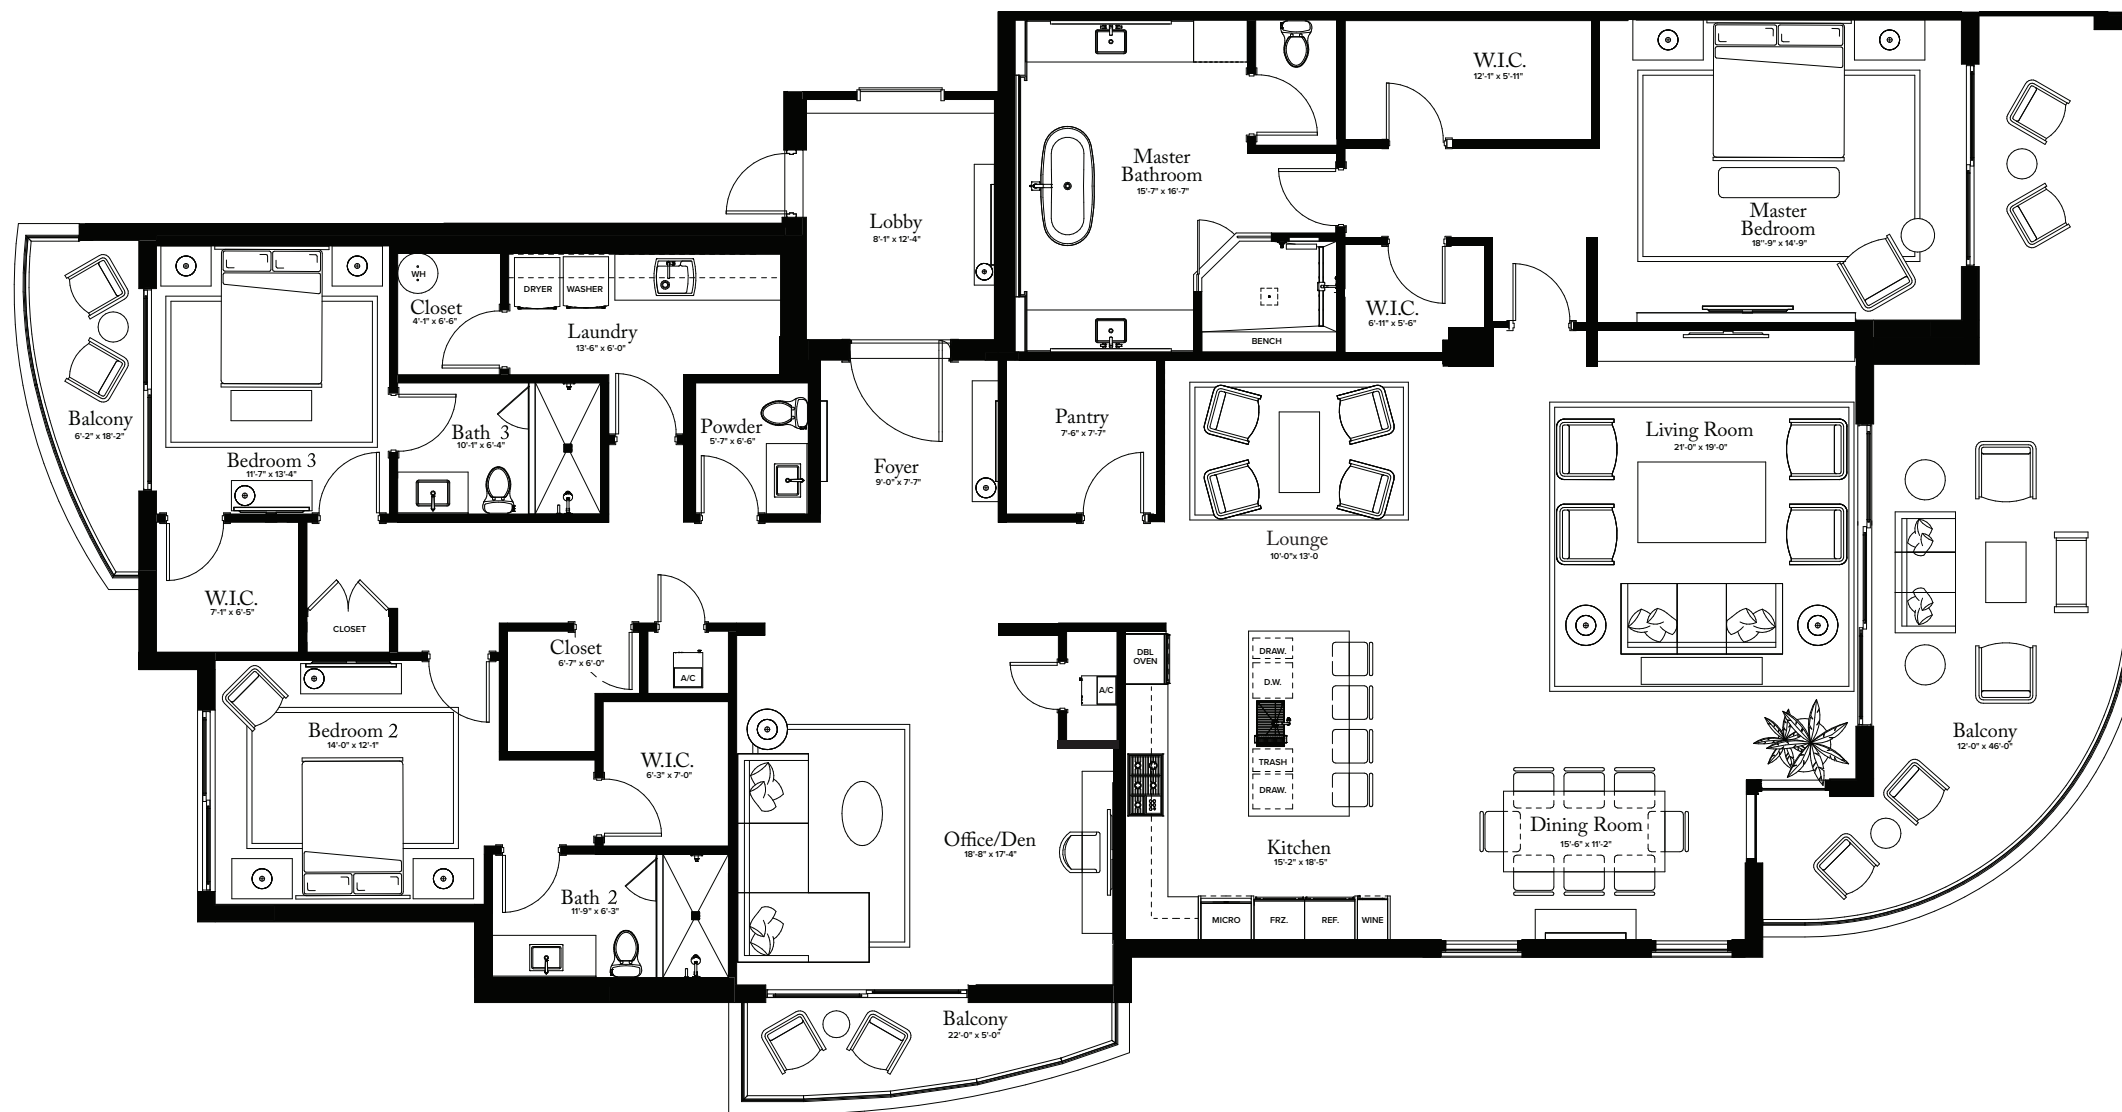 W.I.C.
12'-1" x 5'-11"
Master
Bathroom
15'-7" x 16'-7"
Master
Bedroom
18"-9" x 14'-9"
Lobby
8'-1" x 12'-4"
WH
Closet
4'-1" x 6'-6"
DRYER
WASHER
Laundry
13'-6" x 6'-0"
W.I.C.
6'-11" x 5'-6"
BENCH
Balcony
6'-2" x 18'-2"
Bedroom 3
11'-7" x 13'-4"
Bath 3
10'-1" x 6'-4"
Powder
5'-7" x 6'-6"
Foyer
9'-0" x 7'-7"
Pantry
7'-6" x 7'-7"
Lounge
10'-0"x 13'-0
Living Room
21'-0" x 19'-0"
W.I.C.
7'-1" x 6'-5"
CLOSET
Closet
6'-7" x 6'-0"
A/C
A/C
DBL
OVEN
DRAW.
D.W.
TRASH
DRAW.
Bedroom 2
14'-0" x 12'-1"
W.I.C.
6'-3" x 7'-0"
Balcony
12'-0" x 46'-0"
Office/Den
18'-8" x 17'-4"
Kitchen
15'-2" x 18'-5"
Dining Room
15'-6" x 11'-2"
Bath 2
11'-9" x 6'-3"
MICRO
FRZ.
REF.
WINE
Balcony
22'-0" x 5'-0"